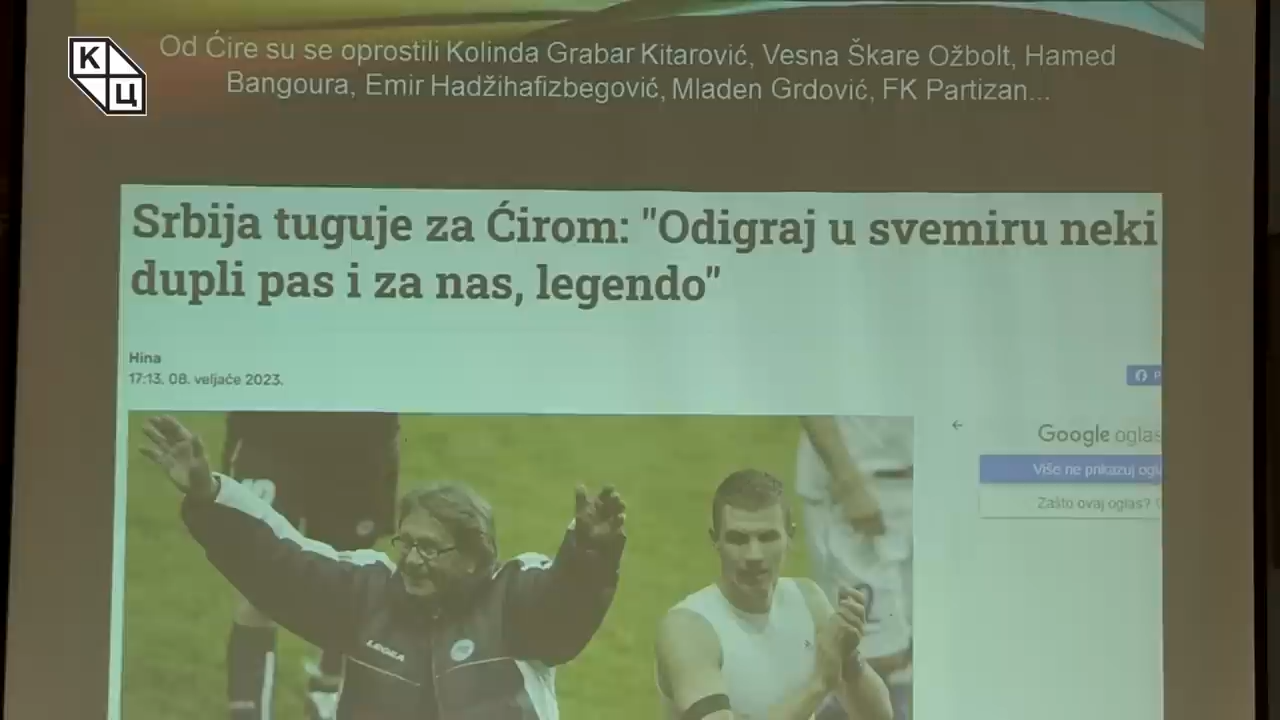 К
Ц
Od Ćire su se oprostili Kolinda Grabar Kitarović, Vesna Škare Ožbolt, Hamed
Bangoura, Emir Hadžihafizbegović, Mladen Grdović, FK Partizan...
Srbija tuguje za Ćirom: "Odigraj u svemiru neki
dupli pas i za nas, legendo"
Hina
17:13, 08. veljače 2023.
P
Google oglas
Više ne prikazuj ogla
Zašto ovaj oglas?
LEGEA